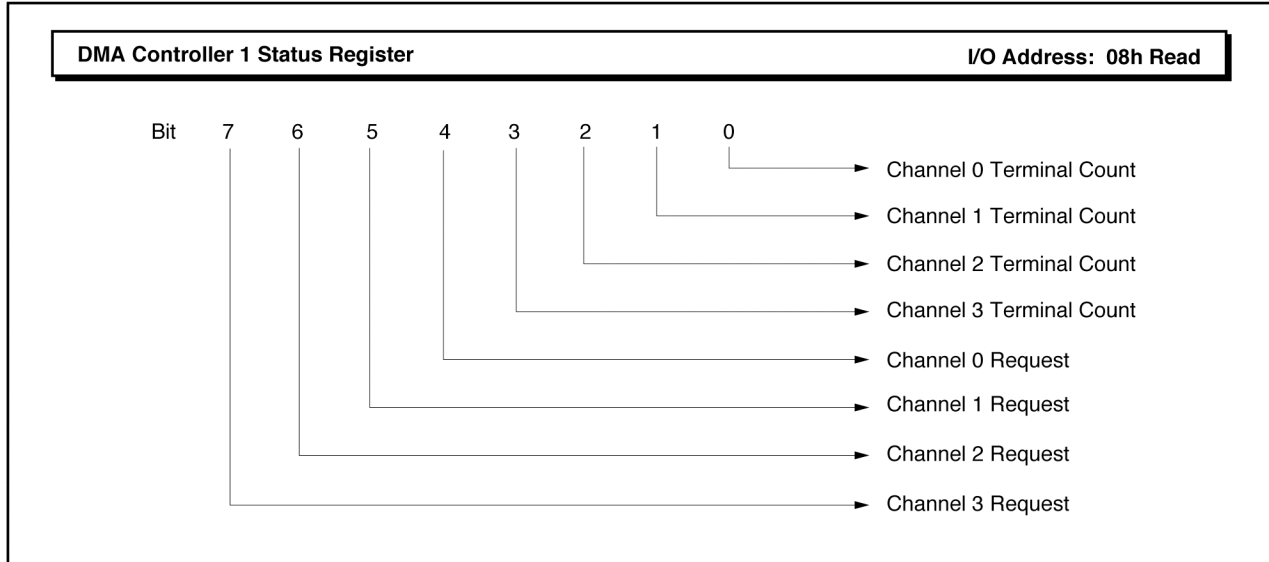 DMA Controller 1 Status Register I/O Address: 08h Read
Bit 7 6 5 4 3 2 1 0
Channel 0 Terminal Count
Channel 1 Terminal Count
Channel 2 Terminal Count
Channel 3 Terminal Count
Channel 0 Request
Channel 1 Request
Channel 2 Request
Channel 3 Request